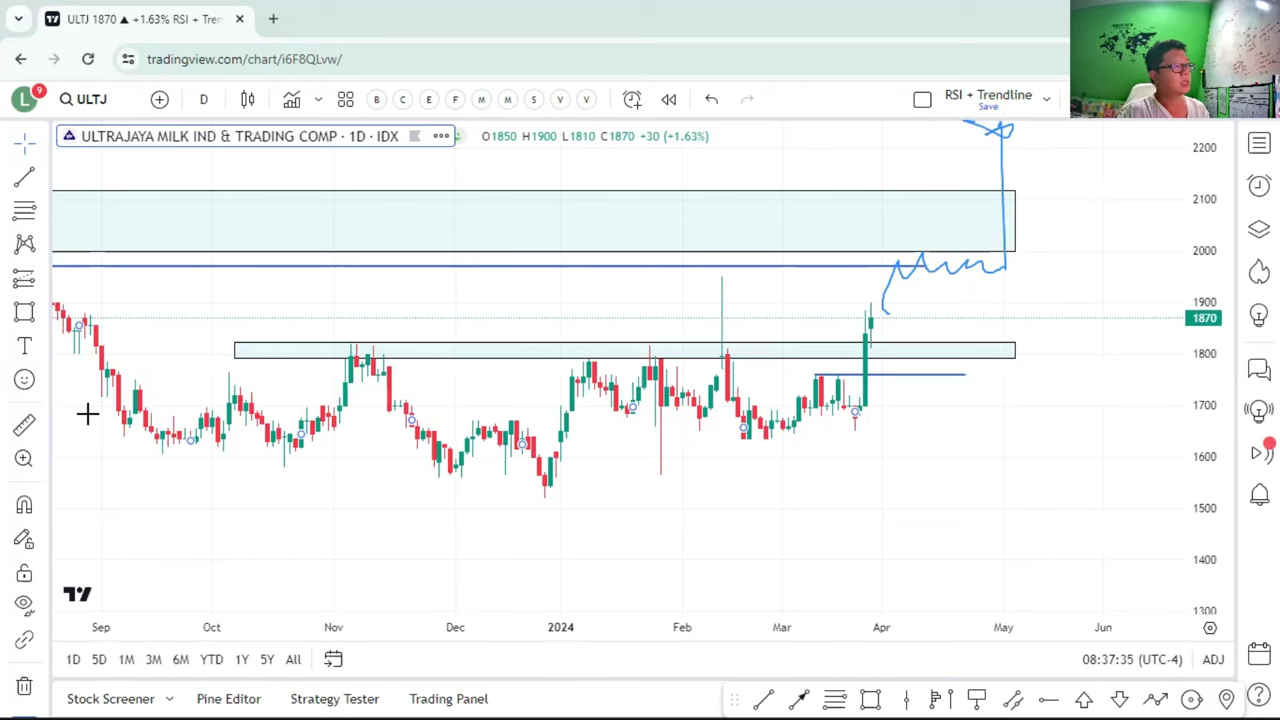 ULTJ 1870 ▲ +1.63% RSI + Tren
tradingview.com/chart/i6F8QLvw/
L 9 ULTJ D B C E F M M S V V RSI + Trendline
Save
ULTRAJAYA MILK IND & TRADING COMP · 1D · IDX O1850 H1900 L1810 C1870 +30 (+1.63%)
2200
2100
2000
1900
1870
1800
1700
1600
1500
1400
1300
Sep Oct Nov Dec 2024 Feb Mar Apr May Jun
1D 5D 1M 3M 6M YTD 1Y 5Y All 08:37:35 (UTC-4) ADJ
Stock Screener Pine Editor Strategy Tester Trading Panel